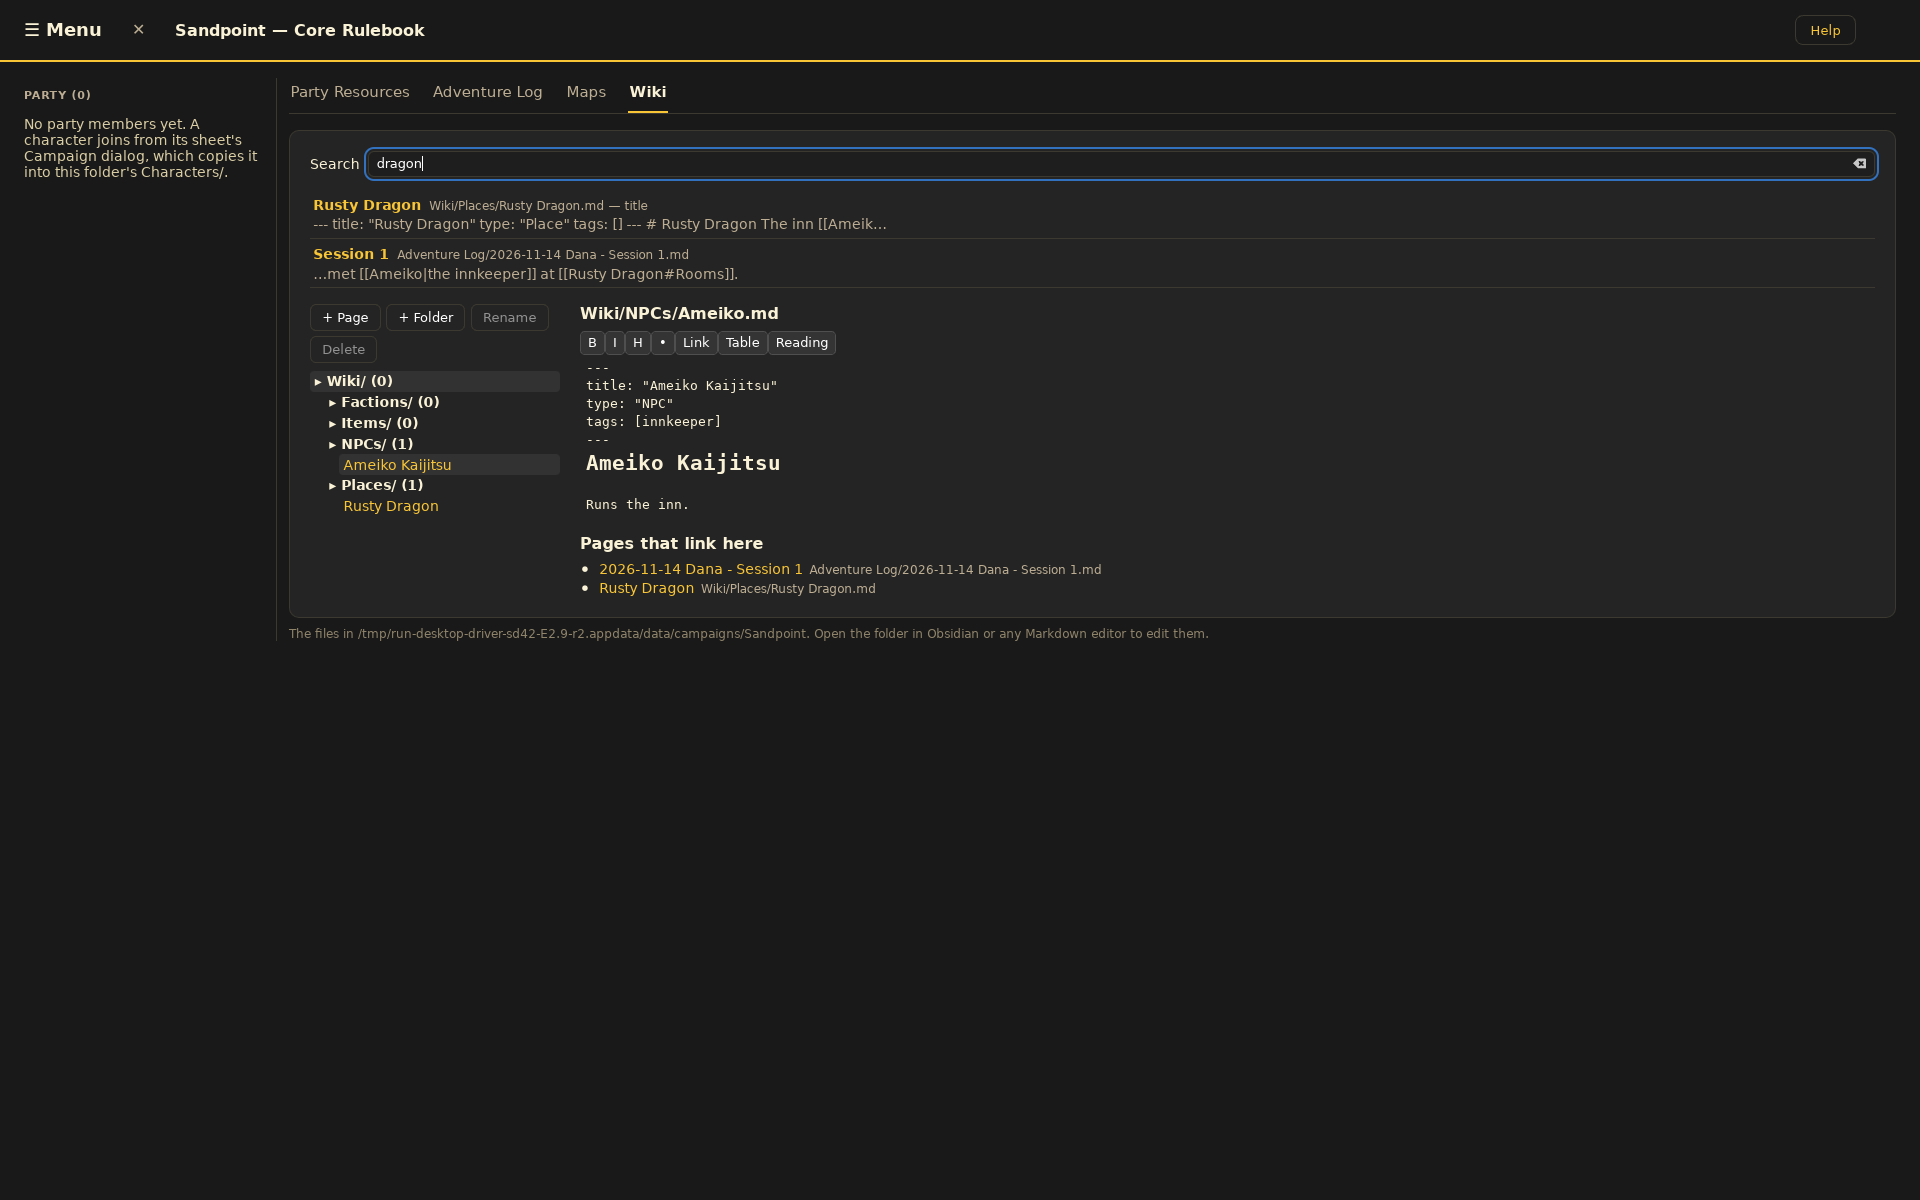 ☰ Menu
✕
Sandpoint — Core Rulebook
Help
PARTY (0)
No party members yet. A
character joins from its sheet's
Campaign dialog, which copies it
into this folder's Characters/.
Party Resources
Adventure Log
Maps
Wiki
Search
dragon
Rusty Dragon Wiki/Places/Rusty Dragon.md — title
--- title: "Rusty Dragon" type: "Place" tags: [] --- # Rusty Dragon The inn [[Ameik…
Session 1 Adventure Log/2026-11-14 Dana - Session 1.md
…met [[Ameiko|the innkeeper]] at [[Rusty Dragon#Rooms]].
+ Page
+ Folder
Rename
Delete
▸ Wiki/ (0)
▸ Factions/ (0)
▸ Items/ (0)
▸ NPCs/ (1)
Ameiko Kaijitsu
▸ Places/ (1)
Rusty Dragon
Wiki/NPCs/Ameiko.md
B
I
H
•
Link
Table
Reading
---
title: "Ameiko Kaijitsu"
type: "NPC"
tags: [innkeeper]
---
Ameiko Kaijitsu
Runs the inn.
Pages that link here
• 2026-11-14 Dana - Session 1 Adventure Log/2026-11-14 Dana - Session 1.md
• Rusty Dragon Wiki/Places/Rusty Dragon.md
The files in /tmp/run-desktop-driver-sd42-E2.9-r2.appdata/data/campaigns/Sandpoint. Open the folder in Obsidian or any Markdown editor to edit them.